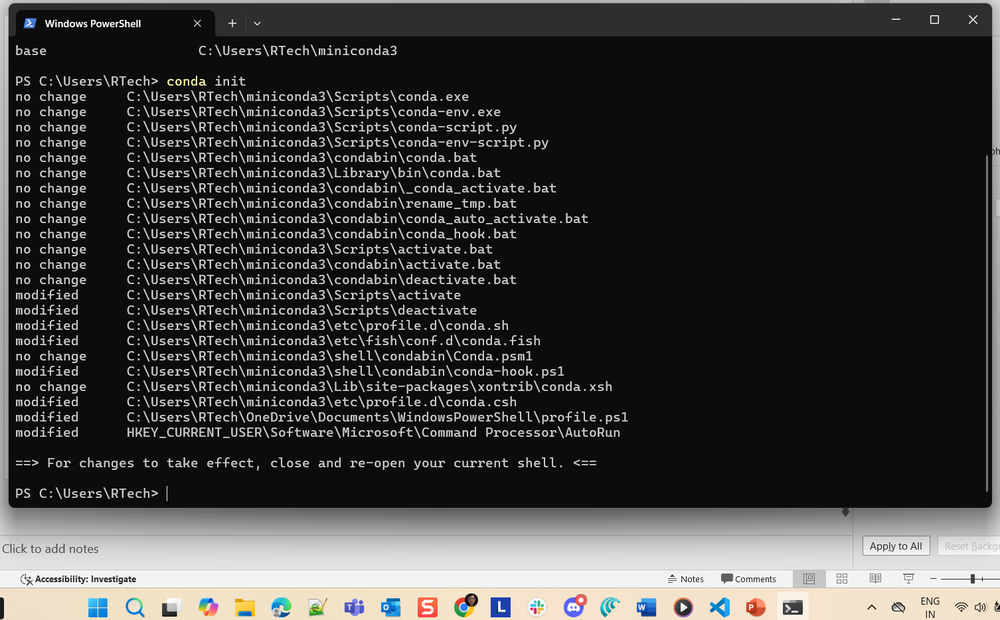 Windows PowerShell
base C:\Users\RTech\miniconda3
PS C:\Users\RTech> conda init
no change C:\Users\RTech\miniconda3\Scripts\conda.exe
no change C:\Users\RTech\miniconda3\Scripts\conda-env.exe
no change C:\Users\RTech\miniconda3\Scripts\conda-script.py
no change C:\Users\RTech\miniconda3\Scripts\conda-env-script.py
no change C:\Users\RTech\miniconda3\condabin\conda.bat
no change C:\Users\RTech\miniconda3\Library\bin\conda.bat
no change C:\Users\RTech\miniconda3\condabin\_conda_activate.bat
no change C:\Users\RTech\miniconda3\condabin\rename_tmp.bat
no change C:\Users\RTech\miniconda3\condabin\conda_auto_activate.bat
no change C:\Users\RTech\miniconda3\condabin\conda_hook.bat
no change C:\Users\RTech\miniconda3\Scripts\activate.bat
no change C:\Users\RTech\miniconda3\condabin\activate.bat
no change C:\Users\RTech\miniconda3\condabin\deactivate.bat
modified C:\Users\RTech\miniconda3\Scripts\activate
modified C:\Users\RTech\miniconda3\Scripts\deactivate
modified C:\Users\RTech\miniconda3\etc\profile.d\conda.sh
modified C:\Users\RTech\miniconda3\etc\fish\conf.d\conda.fish
no change C:\Users\RTech\miniconda3\shell\condabin\Conda.psm1
modified C:\Users\RTech\miniconda3\shell\condabin\conda-hook.ps1
no change C:\Users\RTech\miniconda3\Lib\site-packages\xontrib\conda.xsh
modified C:\Users\RTech\miniconda3\etc\profile.d\conda.csh
modified C:\Users\RTech\OneDrive\Documents\WindowsPowerShell\profile.ps1
modified HKEY_CURRENT_USER\Software\Microsoft\Command Processor\AutoRun
==> For changes to take effect, close and re-open your current shell. <==
PS C:\Users\RTech>
Click to add notes
Apply to All Reset
Accessibility: Investigate Notes Comments
ENG
IN